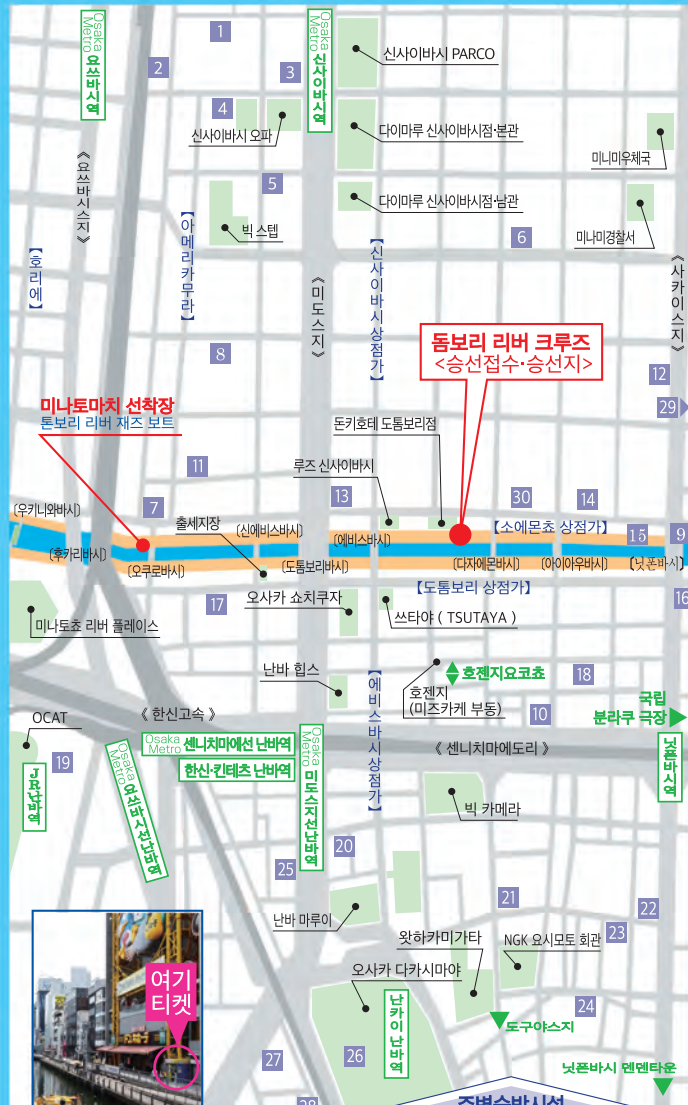 Osaka Metro 요쓰바시역
1
2
3
Osaka Metro 신사이바시역
신사이바시 PARCO
4
신사이바시 오파
다이마루 신사이바시점·본관
미니미우체국
《요쓰바시스지》
5
다이마루 신사이바시점·남관
빅 스텝
미나미경찰서
【아메리카무라】
【호리에】
6
【신사이바시상점가】
《미도스지》
《사카이스지》
8
돔보리 리버 크루즈
<승선접수·승선지>
12
29
미나토마치 선착장
톤보리 리버 재즈 보트
돈키호테 도톰보리점
11
루즈 신사이바시
7
13
30
14
출세지장
[우키니와바시]
[신에비스바시]
[에비스바시]
【소에몬쵸 상점가】
15
9
[후카리바시]
[오쿠로바시]
[도톰보리바시]
[다자에몬바시]
[아이아우바시]
[닛폰바시]
【도톰보리 상점가】
17
오사카 쇼치쿠자
쓰타야 ( TSUTAYA )
16
미나토쵸 리버 플레이스
난바 힙스
호젠지요코쵸
18
호젠지
(미즈카케 부동)
【에비스바시상점가】
10
국립
분라쿠 극장
OCAT
《 한신고속 》
Osaka Metro 센니치마에선 난바역
한신·킨테츠 난바역
《 센니치마에도리 》
닛폰바시역
19
JR난바역
Osaka Metro 요쓰바시선난바역
Osaka Metro 미도스지선난바역
빅 카메라
20
25
21
22
난바 마루이
왓하카미가타
NGK 요시모토 회관
23
오사카 다카시마야
난카이난바역
24
도구야스지
여기
티켓
27
26
닛폰바시 덴덴타운
28
주변숙박시설